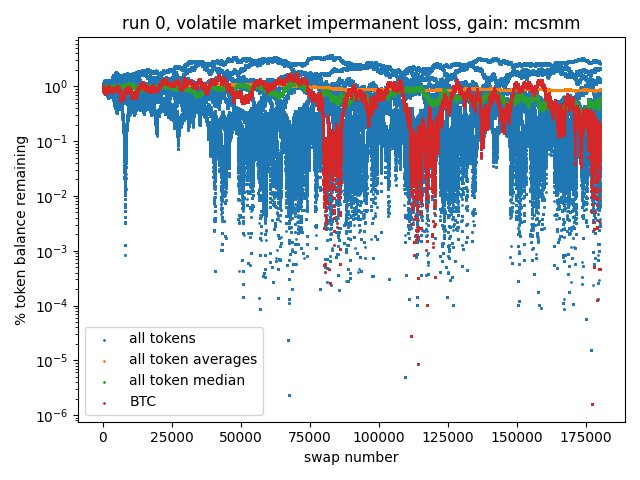 run 0, volatile market impermanent loss, gain: mcsmm
% token balance remaining
10⁰
10⁻¹
10⁻²
10⁻³
10⁻⁴
10⁻⁵
10⁻⁶
all tokens
all token averages
all token median
BTC
0 25000 50000 75000 100000 125000 150000 175000
swap number